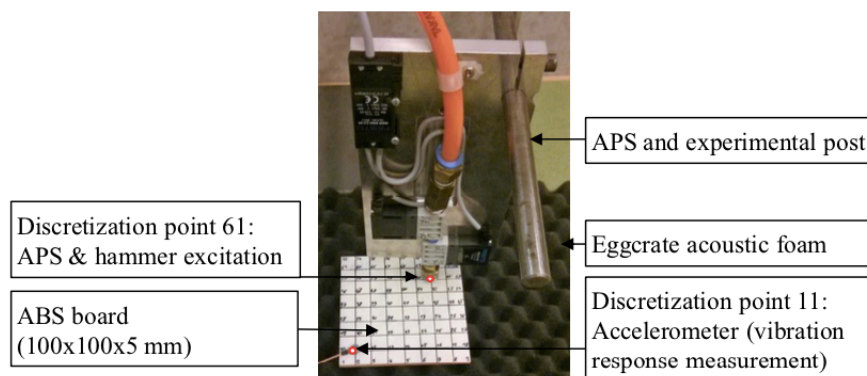 APS and experimental post
Discretization point 61:
APS & hammer excitation
Eggcrate acoustic foam
ABS board
(100x100x5 mm)
Discretization point 11:
Accelerometer (vibration
response measurement)